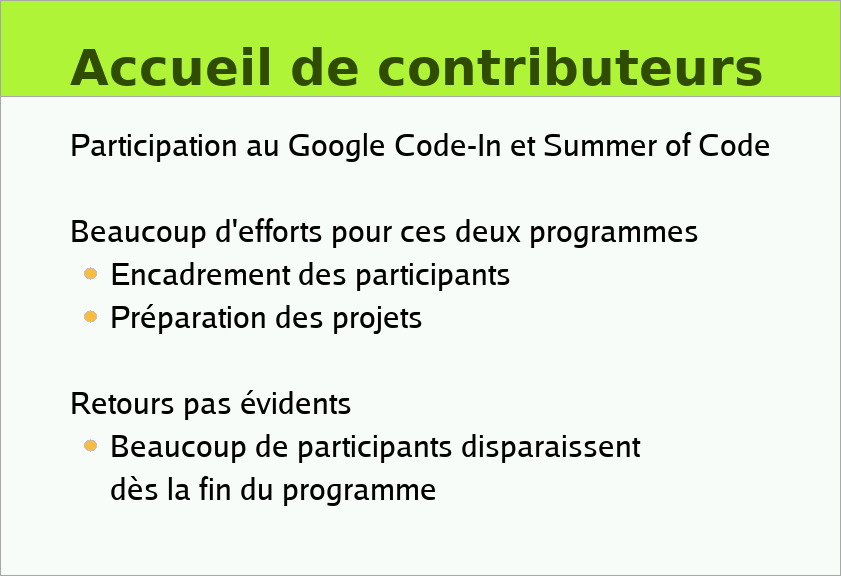 Accueil de contributeurs
Participation au Google Code-In et Summer of Code
Beaucoup d'efforts pour ces deux programmes
Encadrement des participants
Préparation des projets
Retours pas évidents
Beaucoup de participants disparaissent
dès la fin du programme